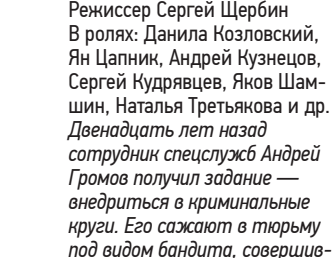 Режиссер Сергей Щербин
В ролях: Данила Козловский,
Ян Цапник, Андрей Кузнецов,
Сергей Кудрявцев, Яков Шам-
шин, Наталья Третьякова и др.
Двенадцать лет назад
сотрудник спецслужб Андрей
Громов получил задание —
внедриться в криминальные
круги. Его сажают в тюрьму
под видом бандита, совершив-